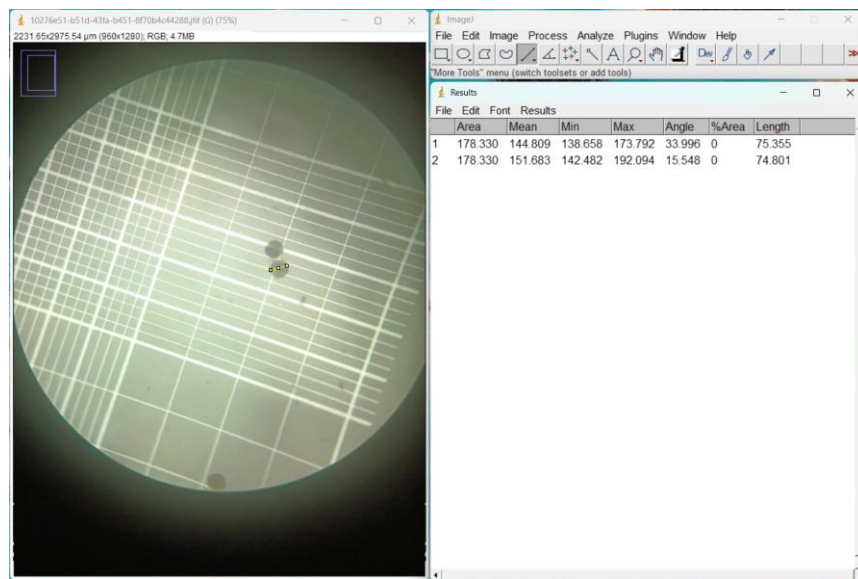 10276e51-b51d-43fa-b451-8f70b4c44288.jfif (G) (75%)
2231.65x2975.54 µm (960x1280); RGB; 4.7MB
ImageJ
File Edit Image Process Analyze Plugins Window Help
Dev
"More Tools" menu (switch toolsets or add tools)
Results
File Edit Font Results
Area Mean Min Max Angle %Area Length
1 178.330 144.809 138.658 173.792 33.996 0 75.355
2 178.330 151.683 142.482 192.094 15.548 0 74.801